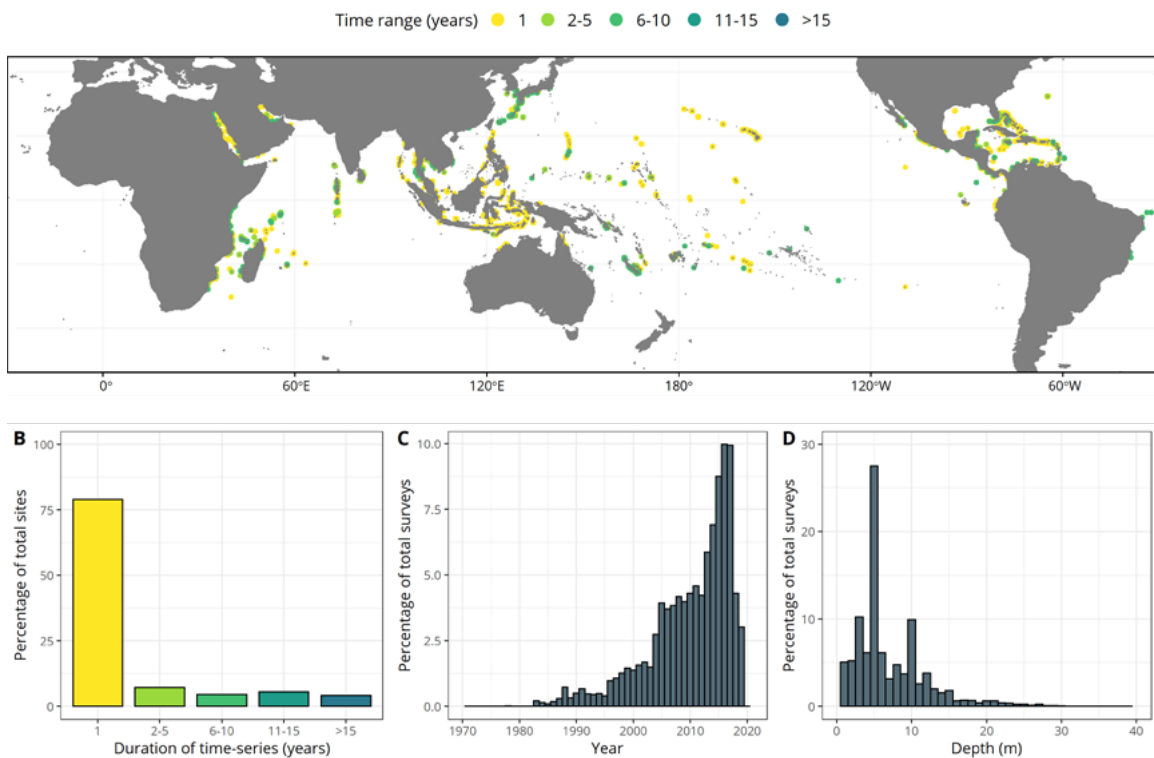 Time range (years) 1 2-5 6-10 11-15 >15
0° 60°E 120°E 180° 120°W 60°W
B
Percentage of total sites
100
75
50
25
0
1 2-5 6-10 11-15 >15
Duration of time-series (years)
C
Percentage of total surveys
10.0
7.5
5.0
2.5
0.0
1970 1980 1990 2000 2010 2020
Year
D
Percentage of total surveys
30
20
10
0
0 10 20 30 40
Depth (m)